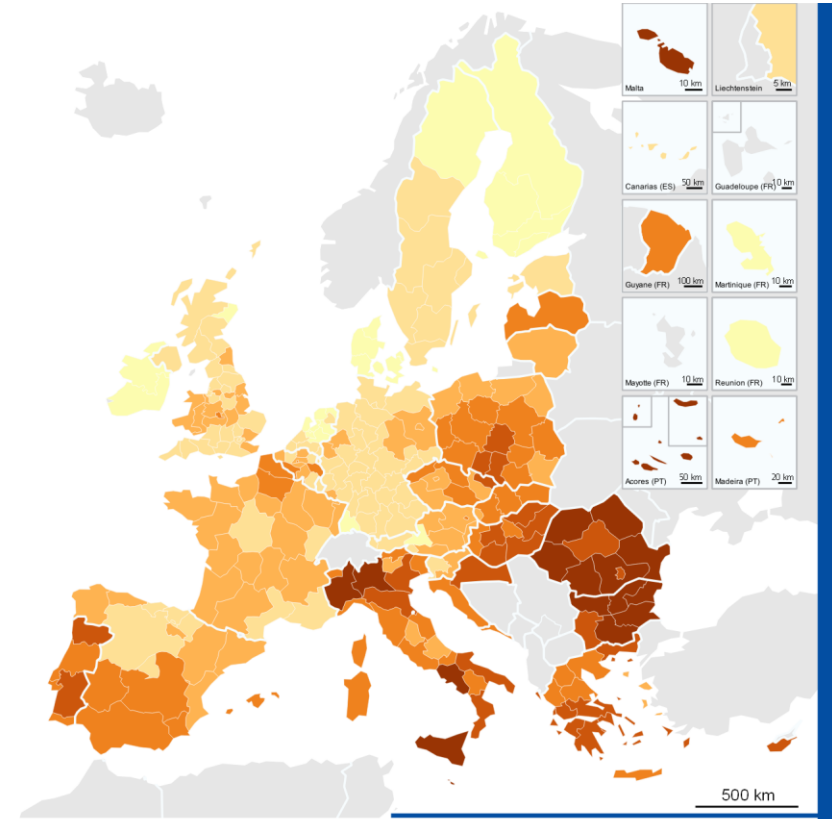 Malta 10 km
Liechtenstein 5 km
Canarias (ES) 50 km
Guadeloupe (FR) 10 km
Guyane (FR) 100 km
Martinique (FR) 10 km
Mayotte (FR) 10 km
Reunion (FR) 10 km
Acores (PT) 50 km
Madeira (PT) 20 km
500 km